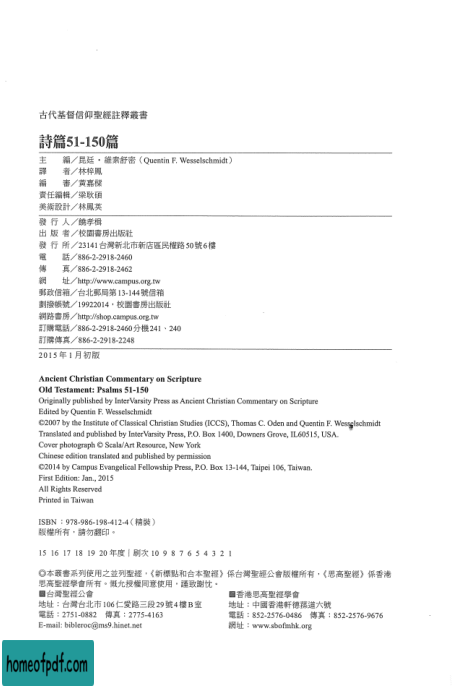 古代基督信仰聖經註釋叢書
詩篇51-150篇
主　　編／昆廷・維索舒密（Quentin F. Wesselschmidt）
譯　　者／林梓鳳
編　　審／黃嘉樑
責任編輯／梁耿碩
美術設計／林鳳英
發 行 人／饒孝楫
出 版 者／校園書房出版社
發 行 所／23141台灣新北市新店區民權路50號6樓
電　　話／886-2-2918-2460
傳　　真／886-2-2918-2462
網　　址／http://www.campus.org.tw
郵政信箱／台北郵局第13-144號信箱
劃撥帳號／19922014，校園書房出版社
網路書房／http://shop.campus.org.tw
訂購電話／886-2-2918-2460分機241、240
訂購傳真／886-2-2918-2248
2015年1月初版
Ancient Christian Commentary on Scripture
Old Testament: Psalms 51-150
Originally published by InterVarsity Press as Ancient Christian Commentary on Scripture
Edited by Quentin F. Wesselschmidt
©2007 by the Institute of Classical Christian Studies (ICCS), Thomas C. Oden and Quentin F. Wesselschmidt
Translated and published by InterVarsity Press, P.O. Box 1400, Downers Grove, IL60515, USA.
Cover photograph © Scala/Art Resource, New York
Chinese edition translated and published by permission
©2014 by Campus Evangelical Fellowship Press, P.O. Box 13-144, Taipei 106, Taiwan.
First Edition: Jan., 2015
All Rights Reserved
Printed in Taiwan
ISBN：978-986-198-412-4（精裝）
版權所有，請勿翻印。
15 16 17 18 19 20 年度｜刷次 10 9 8 7 6 5 4 3 2 1
◎本叢書系列使用之並列聖經，《新標點和合本聖經》係台灣聖經公會版權所有，《思高聖經》係香港
思高聖經學會所有。蒙允授權同意使用，謹致謝忱。
■台灣聖經公會
地址：台灣台北市106仁愛路三段29號4樓B室
電話：2751-0882　傳真：2775-4163
E-mail: bibleroc@ms9.hinet.net
■香港思高聖經學會
地址：中國香港軒德蓀道六號
電話：852-2576-0486　傳真：852-2576-9676
網址：www.sbofmhk.org
homeofpdf.com